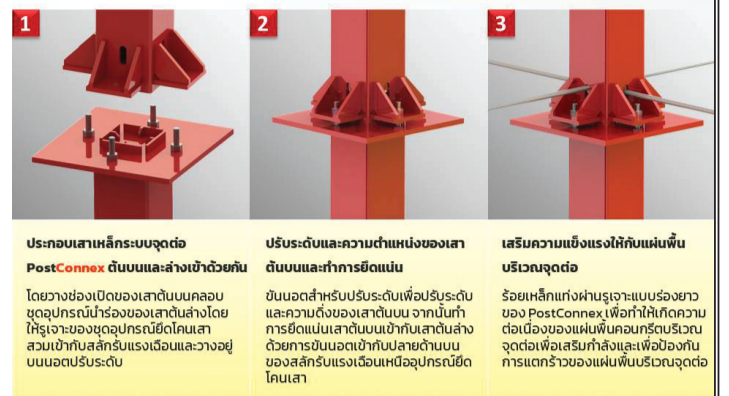 1
ประกอบเสาเหล็กระบบจุดต่อ
PostConnex ต้นบนและล่างเข้าด้วยกัน
โดยวางช่องเปิดของเสาต้นบนคลอบ
ชุดอุปกรณ์นำร่องของเสาต้นล่างโดย
ให้รูเจาะของชุดอุปกรณ์ยึดโคนเสา
สวมเข้ากับสลักรับแรงเฉือนและวางอยู่
บนนอตปรับระดับ
2
ปรับระดับและความตำแหน่งของเสา
ต้นบนและทำการยึดแน่น
ขันนอตสำหรับปรับระดับเพื่อปรับระดับ
และความดิ่งของเสาต้นบน จากนั้นทำ
การยึดแน่นเสาต้นบนเข้ากับเสาต้นล่าง
ด้วยการขันนอตเข้ากับปลายด้านบน
ของสลักรับแรงเฉือนเหนืออุปกรณ์ยึด
โคนเสา
3
เสริมความแข็งแรงให้กับแผ่นพื้น
บริเวณจุดต่อ
ร้อยเหล็กแท่งผ่านรูเจาะแบบร่องยาว
ของ PostConnex เพื่อทำให้เกิดความ
ต่อเนื่องของแผ่นพื้นคอนกรีตบริเวณ
จุดต่อเพื่อเสริมกำลังและเพื่อป้องกัน
การแตกร้าวของแผ่นพื้นบริเวณจุดต่อ